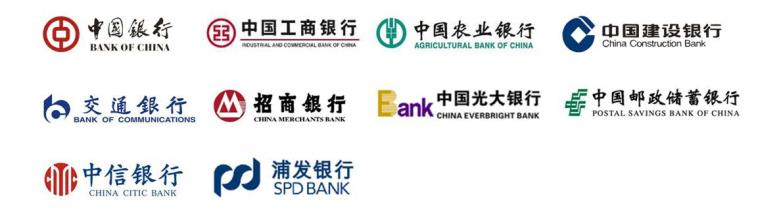 中國銀行
BANK OF CHINA
中国工商银行
INDUSTRIAL AND COMMERCIAL BANK OF CHINA
中国农业银行
AGRICULTURAL BANK OF CHINA
中国建设银行
China Construction Bank
交通銀行
BANK OF COMMUNICATIONS
招商银行
CHINA MERCHANTS BANK
Bank
中国光大银行
CHINA EVERBRIGHT BANK
中国邮政储蓄银行
POSTAL SAVINGS BANK OF CHINA
中信银行
CHINA CITIC BANK
浦发银行
SPD BANK